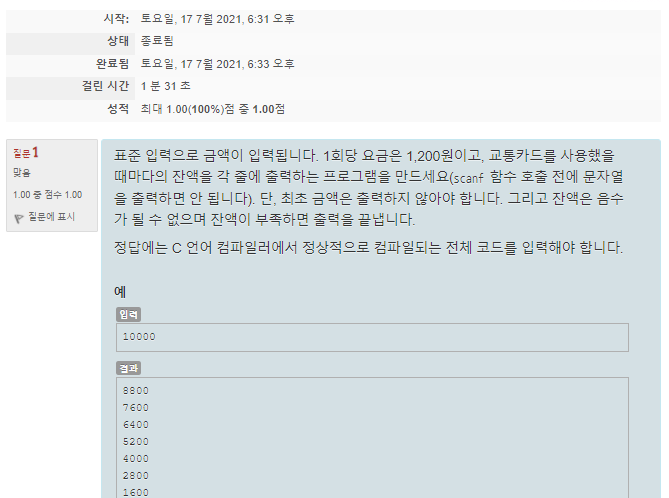 시작: 토요일, 17 7월 2021, 6:31 오후
상태 종료됨
완료됨 토요일, 17 7월 2021, 6:33 오후
걸린 시간 1 분 31 초
성적 최대 1.00(100%)점 중 1.00점
질문 1
맞음
1.00 중 점수 1.00
질문에 표시
표준 입력으로 금액이 입력됩니다. 1회당 요금은 1,200원이고, 교통카드를 사용했을
때마다의 잔액을 각 줄에 출력하는 프로그램을 만드세요(scanf 함수 호출 전에 문자열
을 출력하면 안 됩니다). 단, 최초 금액은 출력하지 않아야 합니다. 그리고 잔액은 음수
가 될 수 없으며 잔액이 부족하면 출력을 끝냅니다.
정답에는 C 언어 컴파일러에서 정상적으로 컴파일되는 전체 코드를 입력해야 합니다.
예
입력
10000
결과
8800
7600
6400
5200
4000
2800
1600